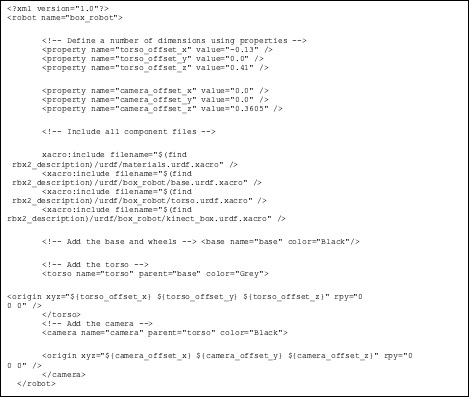 <?xml version="1.0"?>
<robot name="box_robot">
<!-- Define a number of dimensions using properties -->
<property name="torso_offset_x" value="-0.13" />
<property name="torso_offset_y" value="0.0" />
<property name="torso_offset_z" value="0.41" />
<property name="camera_offset_x" value="0.0" />
<property name="camera_offset_y" value="0.0" />
<property name="camera_offset_z" value="0.3605" />
<!-- Include all component files -->
xacro:include filename="$(find
rbx2_description)/urdf/materials.urdf.xacro" />
<xacro:include filename="$(find
rbx2_description)/urdf/box_robot/base.urdf.xacro" />
<xacro:include filename="$(find
rbx2_description)/urdf/box_robot/torso.urdf.xacro" />
<xacro:include filename="$(find
rbx2_description)/urdf/box_robot/kinect_box.urdf.xacro" />
<!-- Add the base and wheels --> <base name="base" color="Black"/>
<!-- Add the torso -->
<torso name="torso" parent="base" color="Grey">
<origin xyz="${torso_offset_x} ${torso_offset_y} ${torso_offset_z}" rpy="0
0 0" />
</torso>
<!-- Add the camera -->
<camera name="camera" parent="torso" color="Black">
<origin xyz="${camera_offset_x} ${camera_offset_y} ${camera_offset_z}" rpy="0
0 0" />
</camera>
</robot>